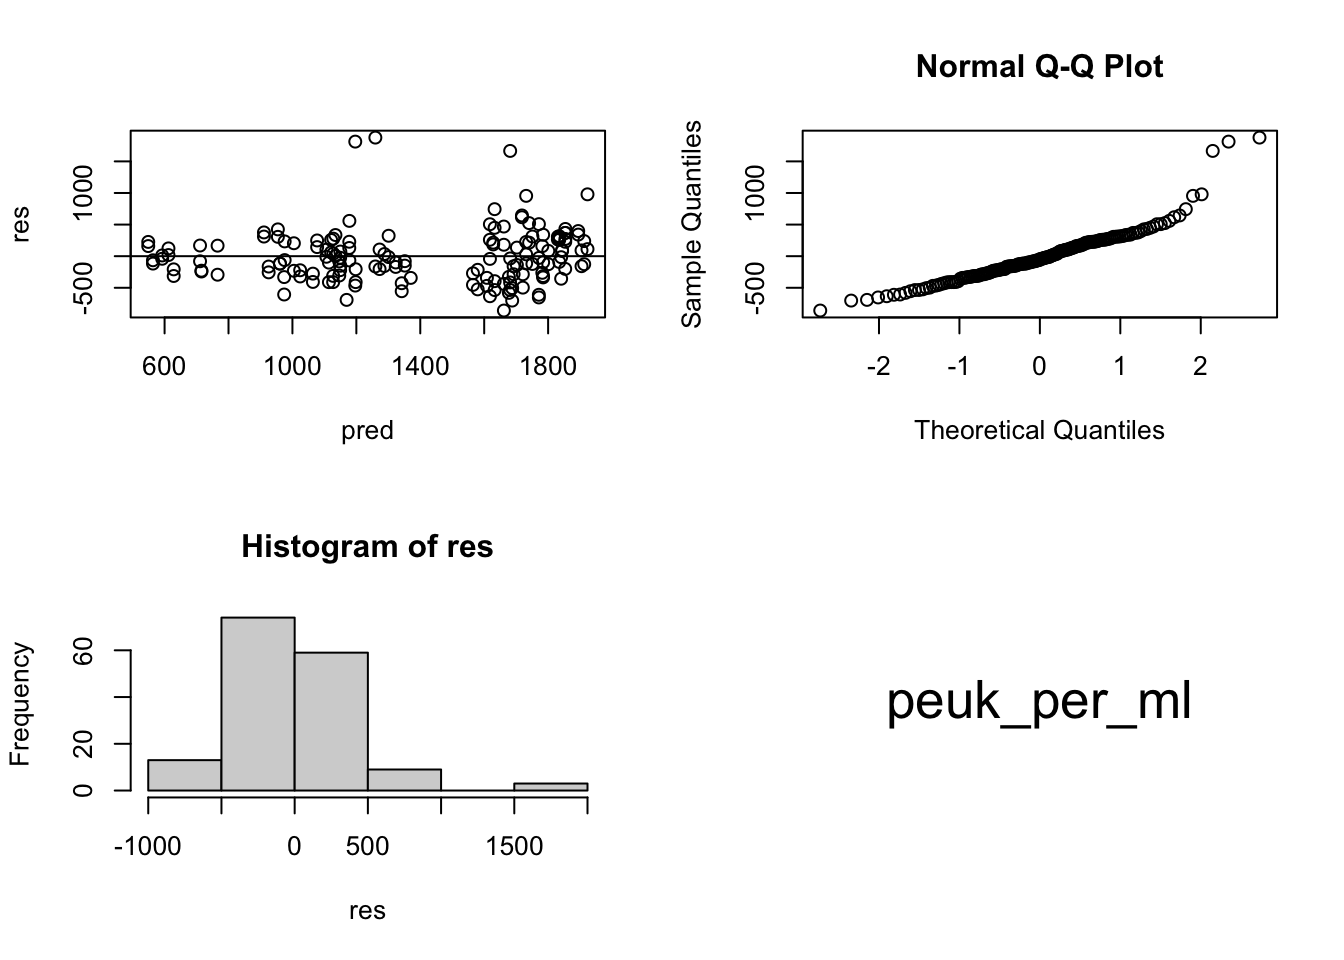 res
1000
-500
600 1000 1400 1800
pred
Normal Q-Q Plot
Sample Quantiles
1000
-500
-2 -1 0 1 2
Theoretical Quantiles
Histogram of res
Frequency
60
20
0
-1000 0 500 1500
res
peuk_per_ml